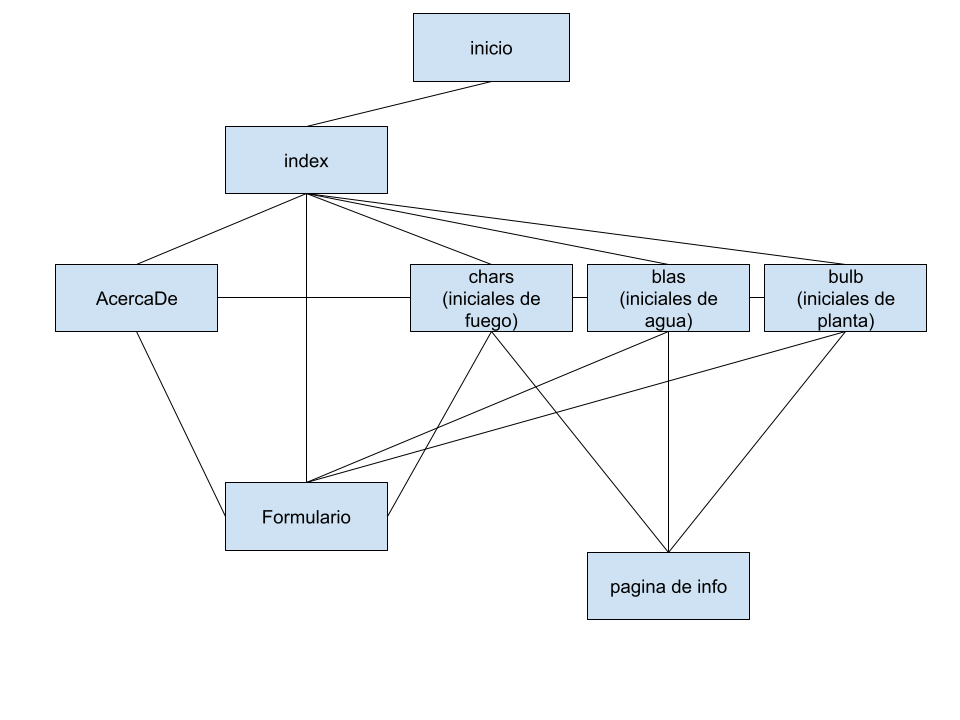 inicio
index
AcercaDe
chars
(iniciales de
fuego)
blas
(iniciales de
agua)
bulb
(iniciales de
planta)
Formulario
pagina de info